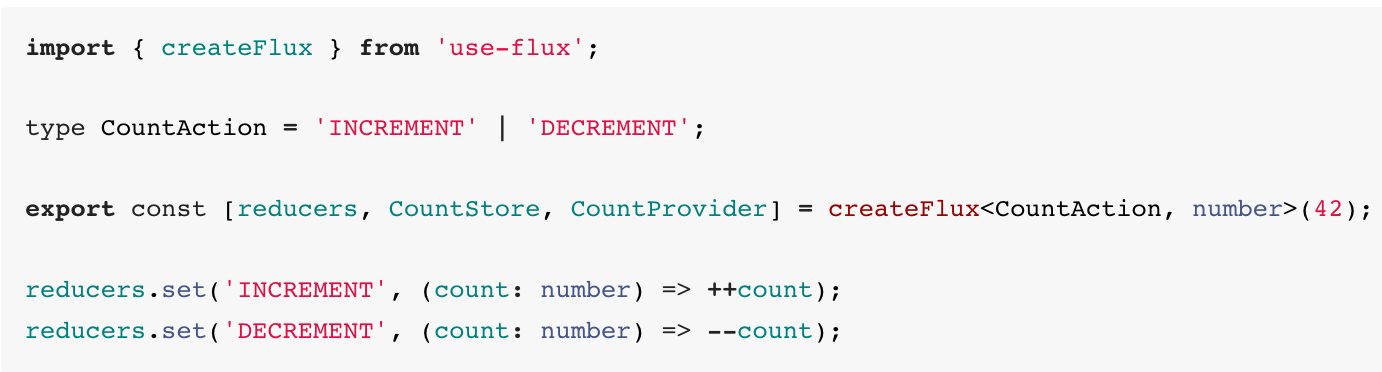 import { createFlux } from 'use-flux';
type CountAction = 'INCREMENT' | 'DECREMENT';
export const [reducers, CountStore, CountProvider] = createFlux<CountAction, number>(42);
reducers.set('INCREMENT', (count: number) => ++count);
reducers.set('DECREMENT', (count: number) => --count);